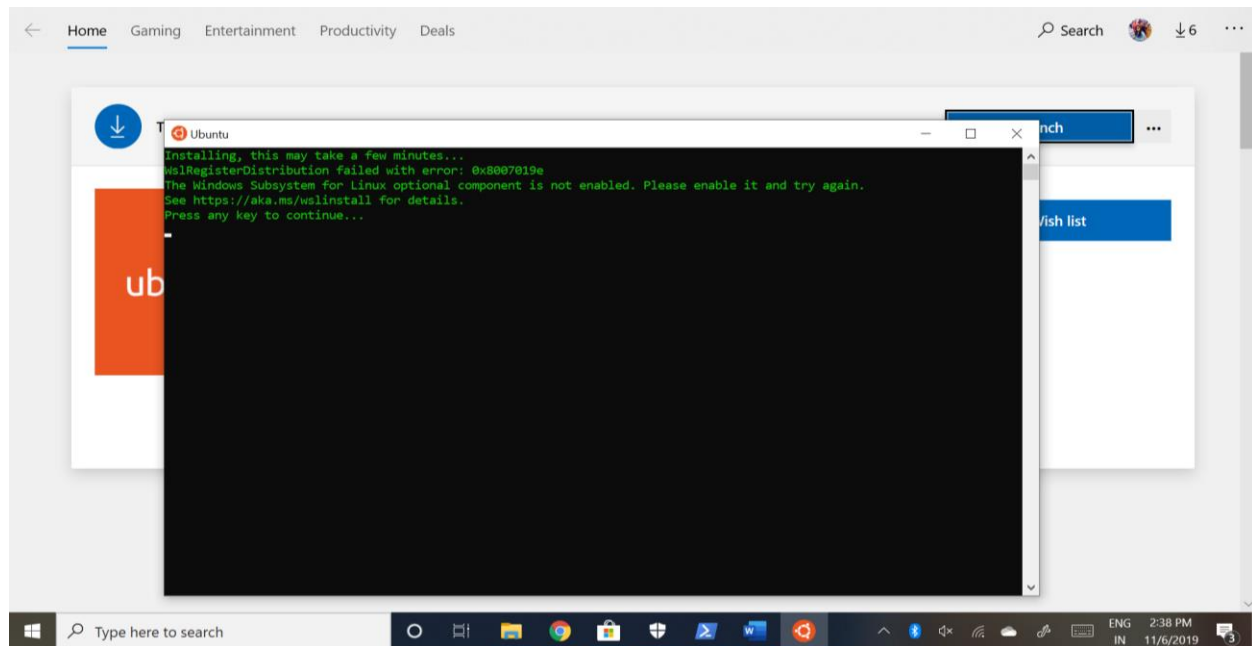 Home Gaming Entertainment Productivity Deals Search 6
T
Ubuntu
nch
Installing, this may take a few minutes...
WslRegisterDistribution failed with error: 0x8007019e
The Windows Subsystem for Linux optional component is not enabled. Please enable it and try again.
See https://aka.ms/wslinstall for details.
Press any key to continue...
Wish list
ub
Type here to search
ENG 2:38 PM
IN 11/6/2019
3